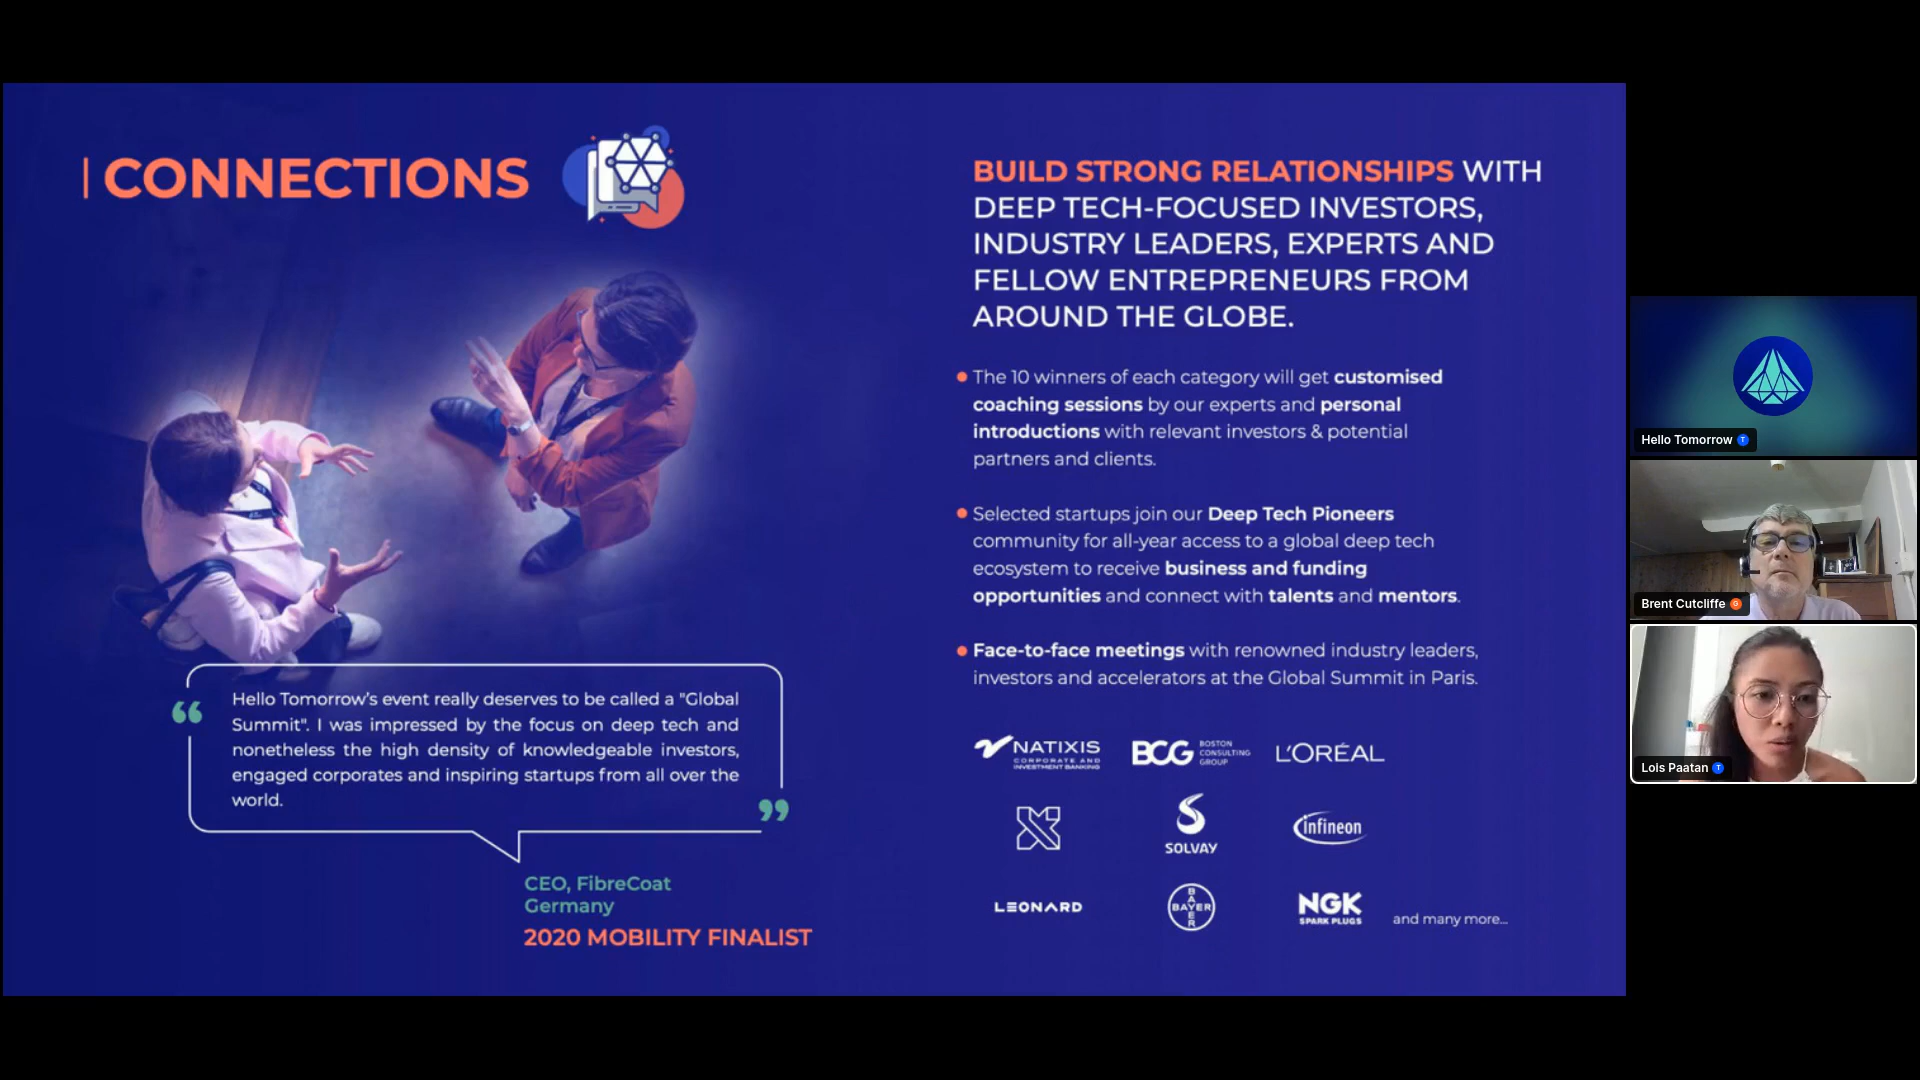 CONNECTIONS
BUILD STRONG RELATIONSHIPS WITH
DEEP TECH-FOCUSED INVESTORS,
INDUSTRY LEADERS, EXPERTS AND
FELLOW ENTREPRENEURS FROM
AROUND THE GLOBE.
The 10 winners of each category will get customised
coaching sessions by our experts and personal
introductions with relevant investors & potential
partners and clients.
Selected startups join our Deep Tech Pioneers
community for all-year access to a global deep tech
ecosystem to receive business and funding
opportunities and connect with talents and mentors.
Face-to-face meetings with renowned industry leaders,
investors and accelerators at the Global Summit in Paris.
“ Hello Tomorrow's event really deserves to be called a "Global
Summit". I was impressed by the focus on deep tech and
nonetheless the high density of knowledgeable investors,
engaged corporates and inspiring startups from all over the
world. ”
CEO, FibreCoat
Germany
2020 MOBILITY FINALIST
NATIXIS
CORPORATE AND
INVESTMENT BANKING
BCG
BOSTON
CONSULTING
GROUP
L'ORÉAL
SOLVAY
infineon
LEONARD
BAYER
BAYER
NGK
SPARK PLUGS
and many more...
Hello Tomorrow T
Brent Cutcliffe G
Lois Paatan T